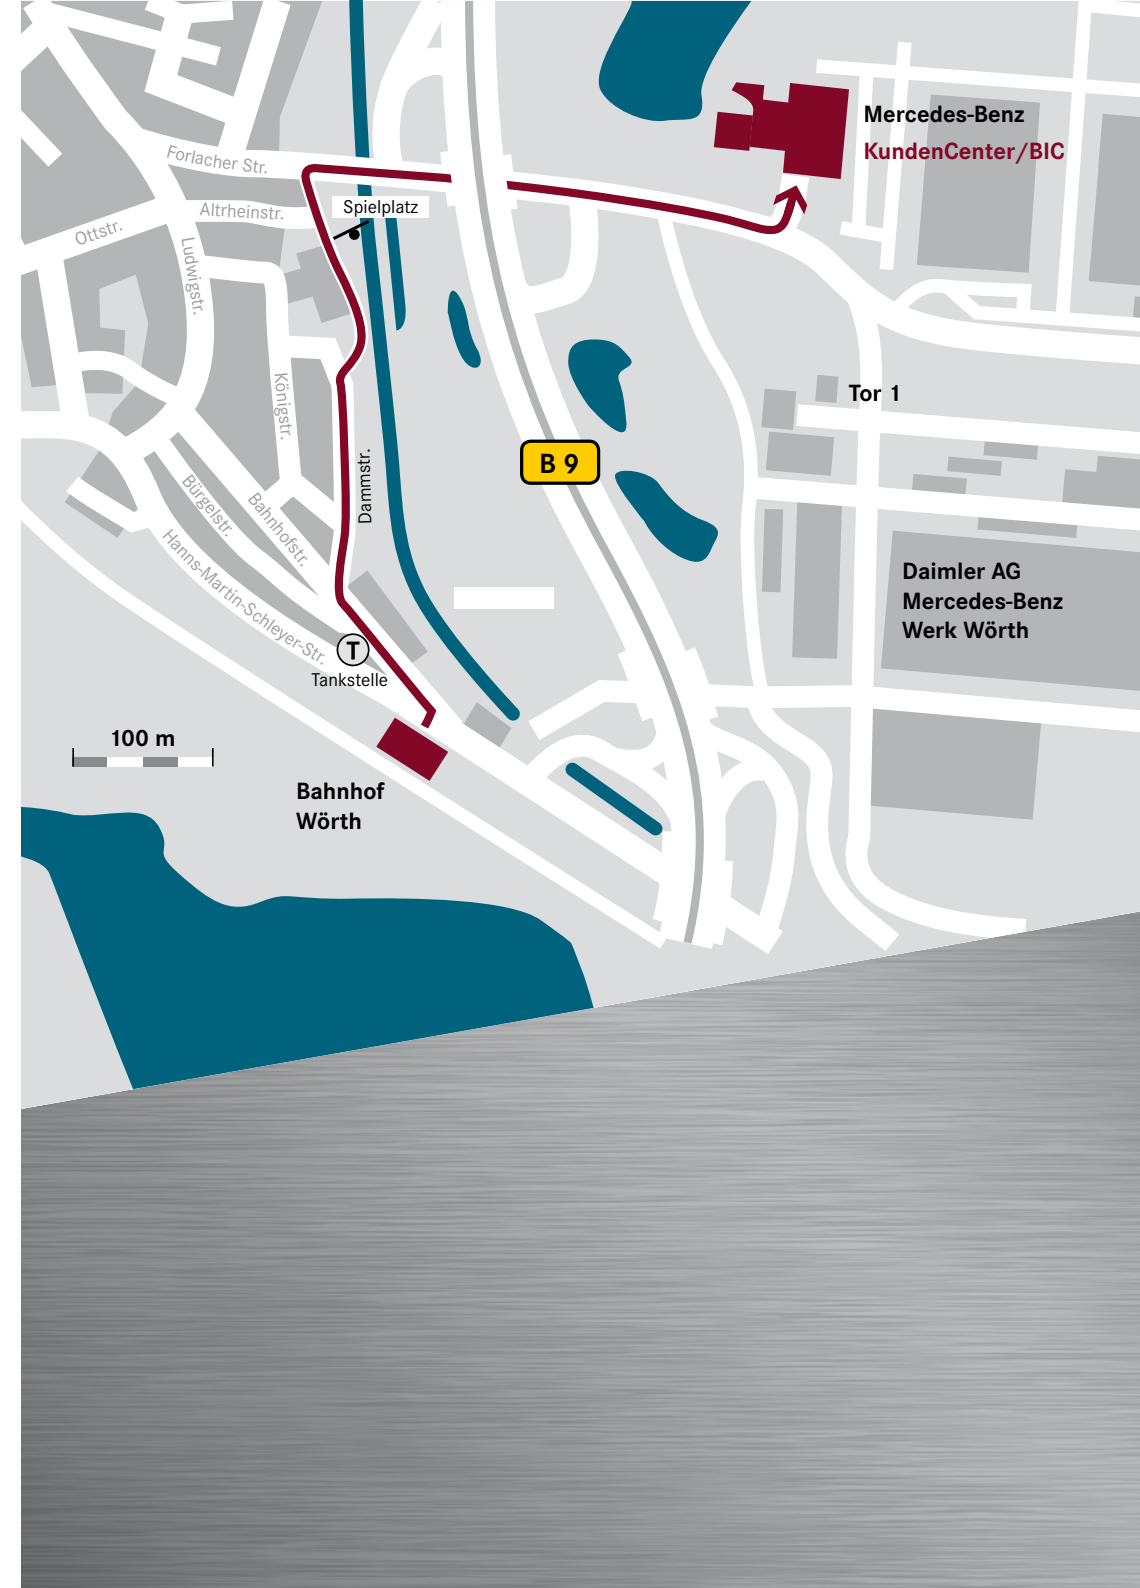 Mercedes-Benz
KundenCenter/BIC
Forlacher Str.
Spielplatz
Altrheinstr.
Ottstr.
Ludwigstr.
Königstr.
Tor 1
B 9
Dammstr.
Bürgelstr.
Bahnhofstr.
Hanns-Martin-Schleyer-Str.
Daimler AG
Mercedes-Benz
Werk Wörth
T
Tankstelle
100 m
Bahnhof
Wörth